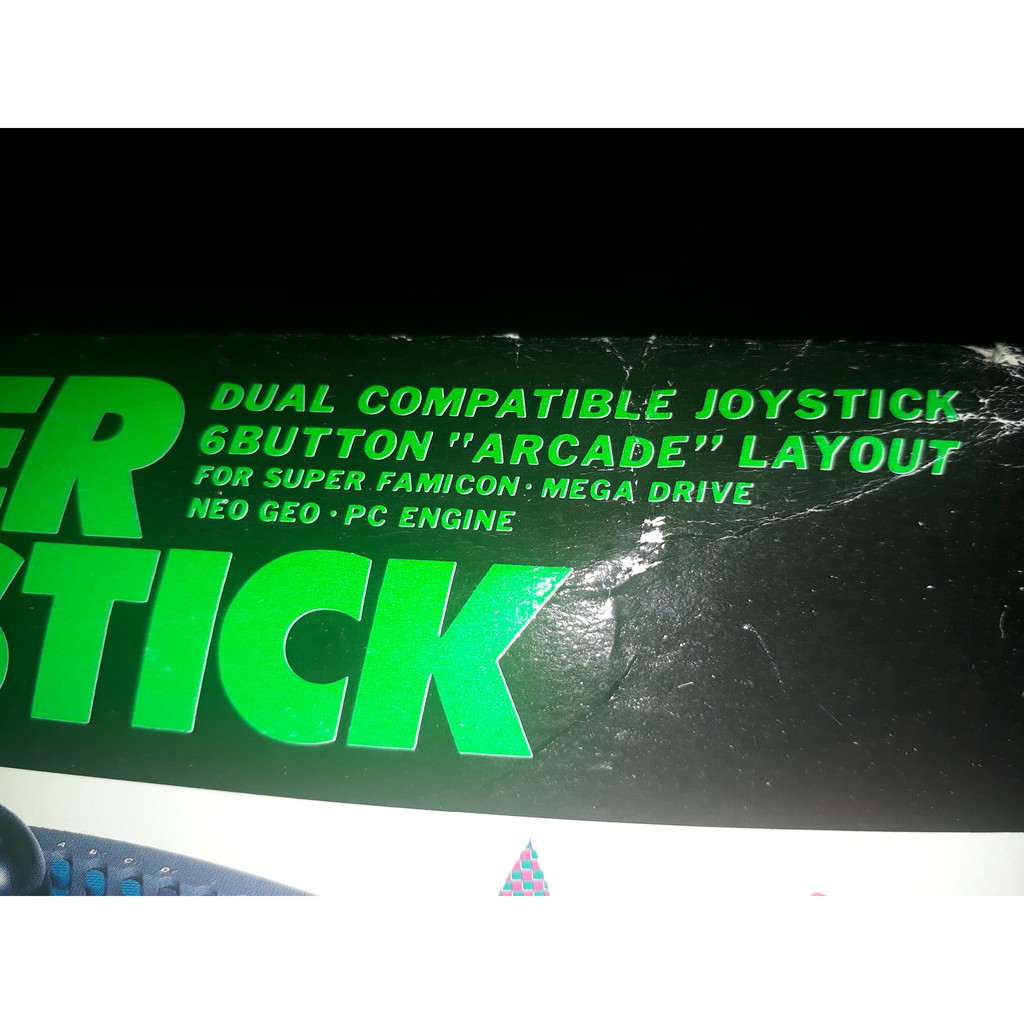 ER
DUAL COMPATIBLE JOYSTICK
6BUTTON "ARCADE" LAYOUT
FOR SUPER FAMICON · MEGA DRIVE
NEO GEO · PC ENGINE
STICK
A B C D